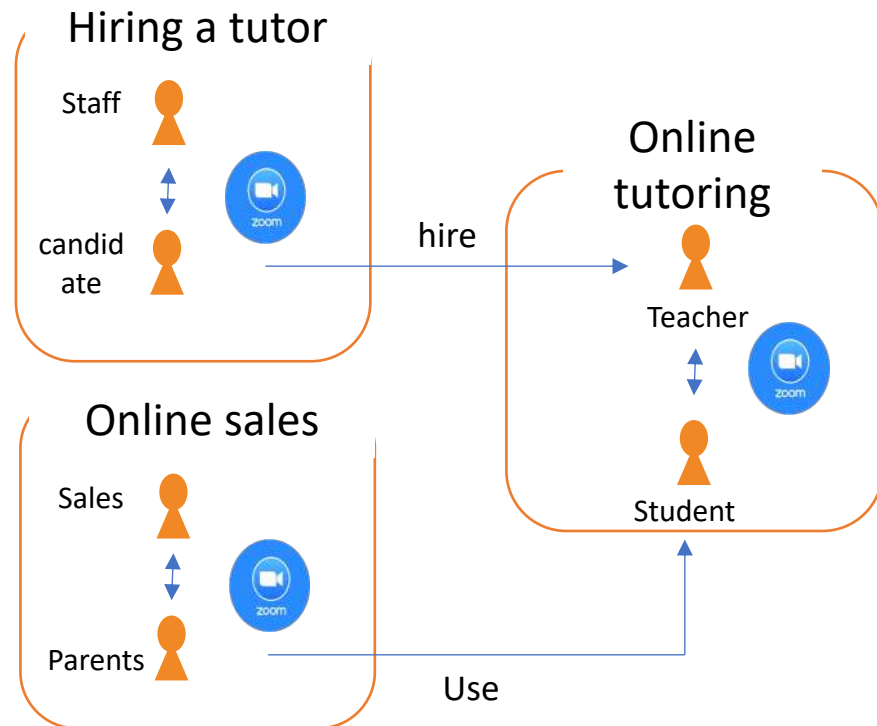 Hiring a tutor
Staff
zoom
candid
ate
hire
Online
tutoring
Teacher
zoom
Student
Online sales
Sales
zoom
Parents
Use